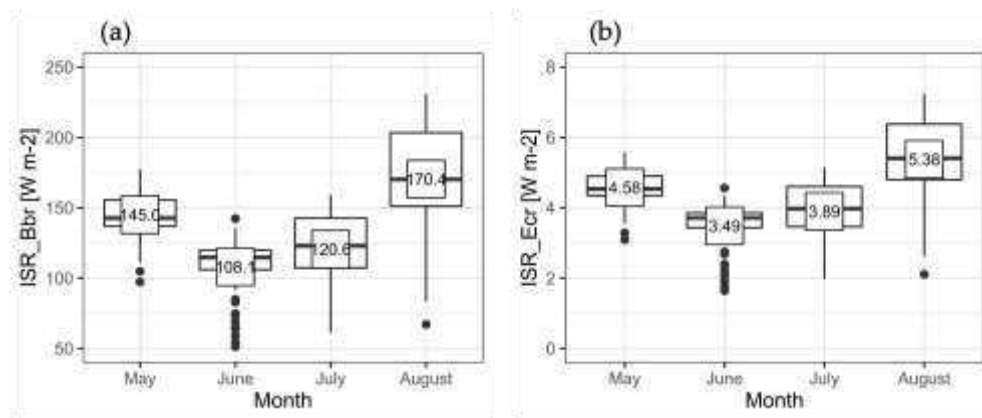 (a)
ISR_Bbr [W m-2]
250
200
150
100
50
145.0
108.1
120.6
170.4
May
June
July
August
Month
(b)
ISR_Ecr [W m-2]
8
6
4
2
0
4.58
3.49
3.89
5.38
May
June
July
August
Month